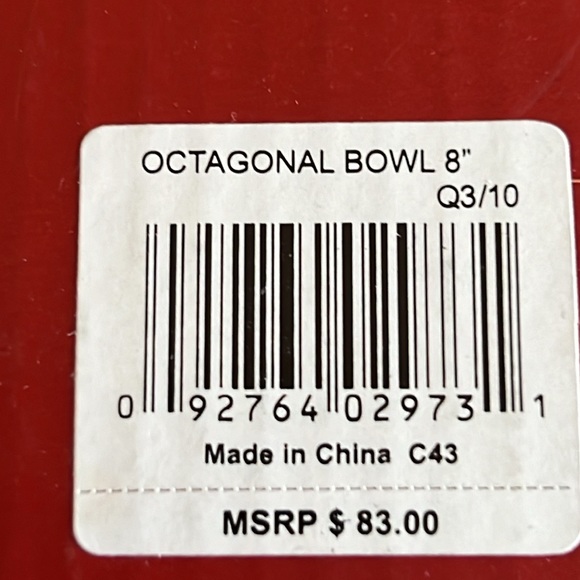 OCTAGONAL BOWL 8"
Q3/10
0 92764 02973 1
Made in China C43
MSRP $ 83.00